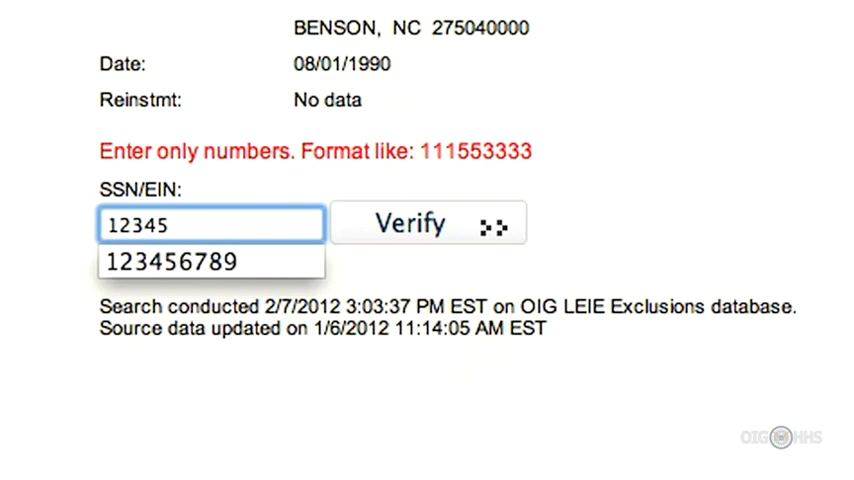 BENSON, NC 275040000
Date: 08/01/1990
Reinstmt: No data
Enter only numbers. Format like: 111553333
SSN/EIN:
12345 Verify >>
123456789
Search conducted 2/7/2012 3:03:37 PM EST on OIG LEIE Exclusions database.
Source data updated on 1/6/2012 11:14:05 AM EST
OIG HHS